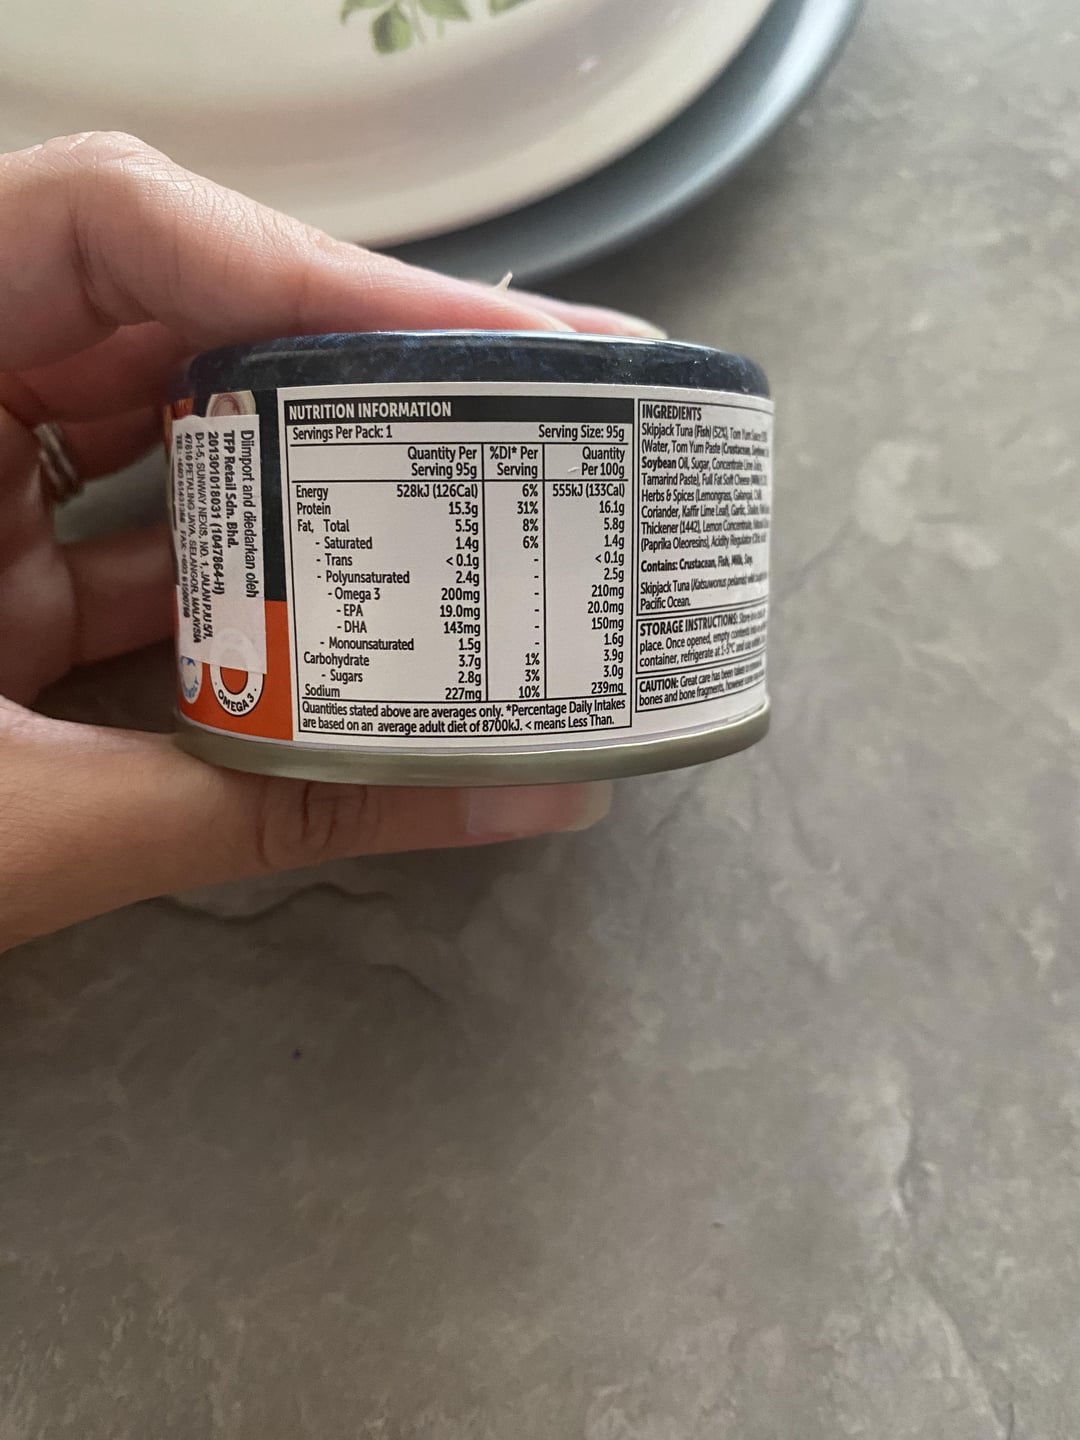 NUTRITION INFORMATION
Servings Per Pack: 1 Serving Size: 95g
Quantity Per Serving 95g %DI* Per Serving Quantity Per 100g
Energy 528kJ (126Cal) 6% 555kJ (133Cal)
Protein 15.3g 31% 16.1g
Fat, Total 5.5g 8% 5.8g
- Saturated 1.4g 6% 1.4g
- Trans < 0.1g - < 0.1g
- Polyunsaturated 2.4g - 2.5g
- Omega 3 200mg - 210mg
- EPA 19.0mg - 20.0mg
- DHA 143mg - 150mg
- Monounsaturated 1.5g - 1.6g
Carbohydrate 3.7g 1% 3.9g
- Sugars 2.8g 3% 3.0g
Sodium 227mg 10% 239mg
Quantities stated above are averages only. *Percentage Daily Intakes
are based on an average adult diet of 8700kJ. < means Less Than.
INGREDIENTS
Skipjack Tuna (Fish) (52%), Tom Yum Sauce
(Water, Tom Yum Paste (Crustacean,
Soybean Oil, Sugar, Concentrate Lime
Tamarind Paste), Full Fat Soft Cheese
Herbs & Spices (Lemongrass, Galangal,
Coriander, Kaffir Lime Leaf), Garlic,
Thickener (1442), Lemon Concentrate,
(Paprika Oleoresins), Acidity Regulator
Contains: Crustacean, Fish, Milk, Soy.
Skipjack Tuna (Katsuwonus pelamis)
Pacific Ocean.
STORAGE INSTRUCTIONS: Store in
place. Once opened, empty contents
container, refrigerate at
CAUTION: Great care has been taken to
bones and bone fragments, however
Diimport and diedarkan oleh
TFP Retail Sdn. Bhd.
201301018031 (1047864-H)
D-1-5, SUNWAY NEXIS, NO. 1, JALAN PJU 5/1,
47810 PETALING JAYA, SELANGOR, MALAYSIA
OMEGA 3